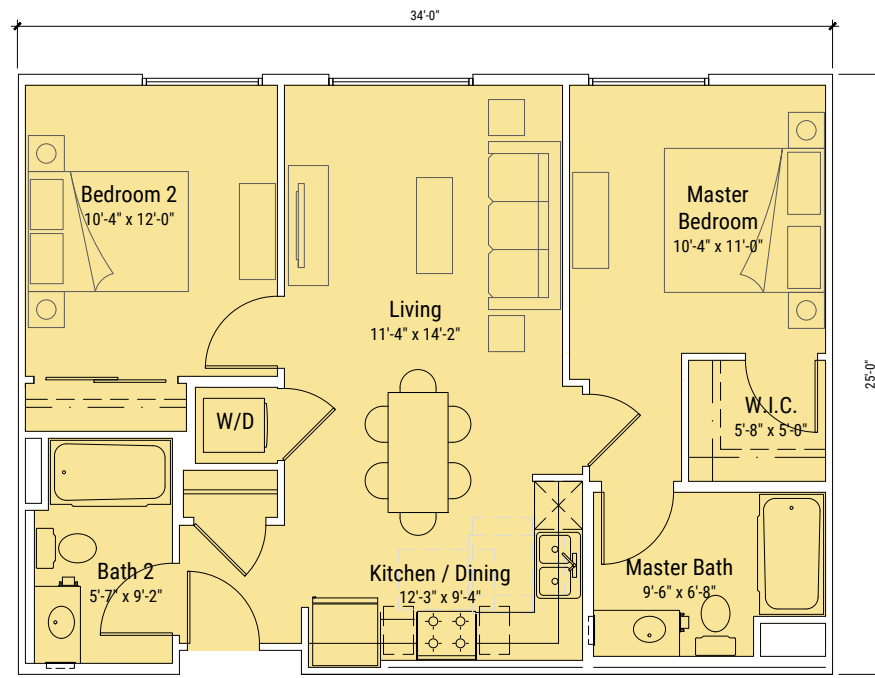 34'-0"
Bedroom 2
10'-4" x 12'-0"
Master
Bedroom
10'-4" x 11'-0"
Living
11'-4" x 14'-2"
25'-0"
W/D
W.I.C.
5'-8" x 5'-0"
Bath 2
5'-7" x 9'-2"
Kitchen / Dining
12'-3" x 9'-4"
Master Bath
9'-6" x 6'-8"